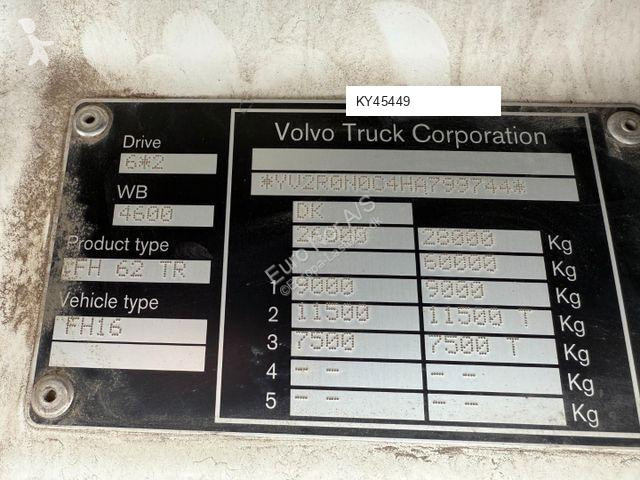 KY45449
Volvo Truck Corporation
Drive
6*2
WB
4600
Product type
FH 62 TR
Vehicle type
FH16
*YV2R0N0C4HA799744*
DK
26000 28000 Kg
60000 Kg
1 9000 9000 Kg
2 11500 11500 T Kg
3 7500 7500 T Kg
4 -- -- Kg
5 -- -- Kg